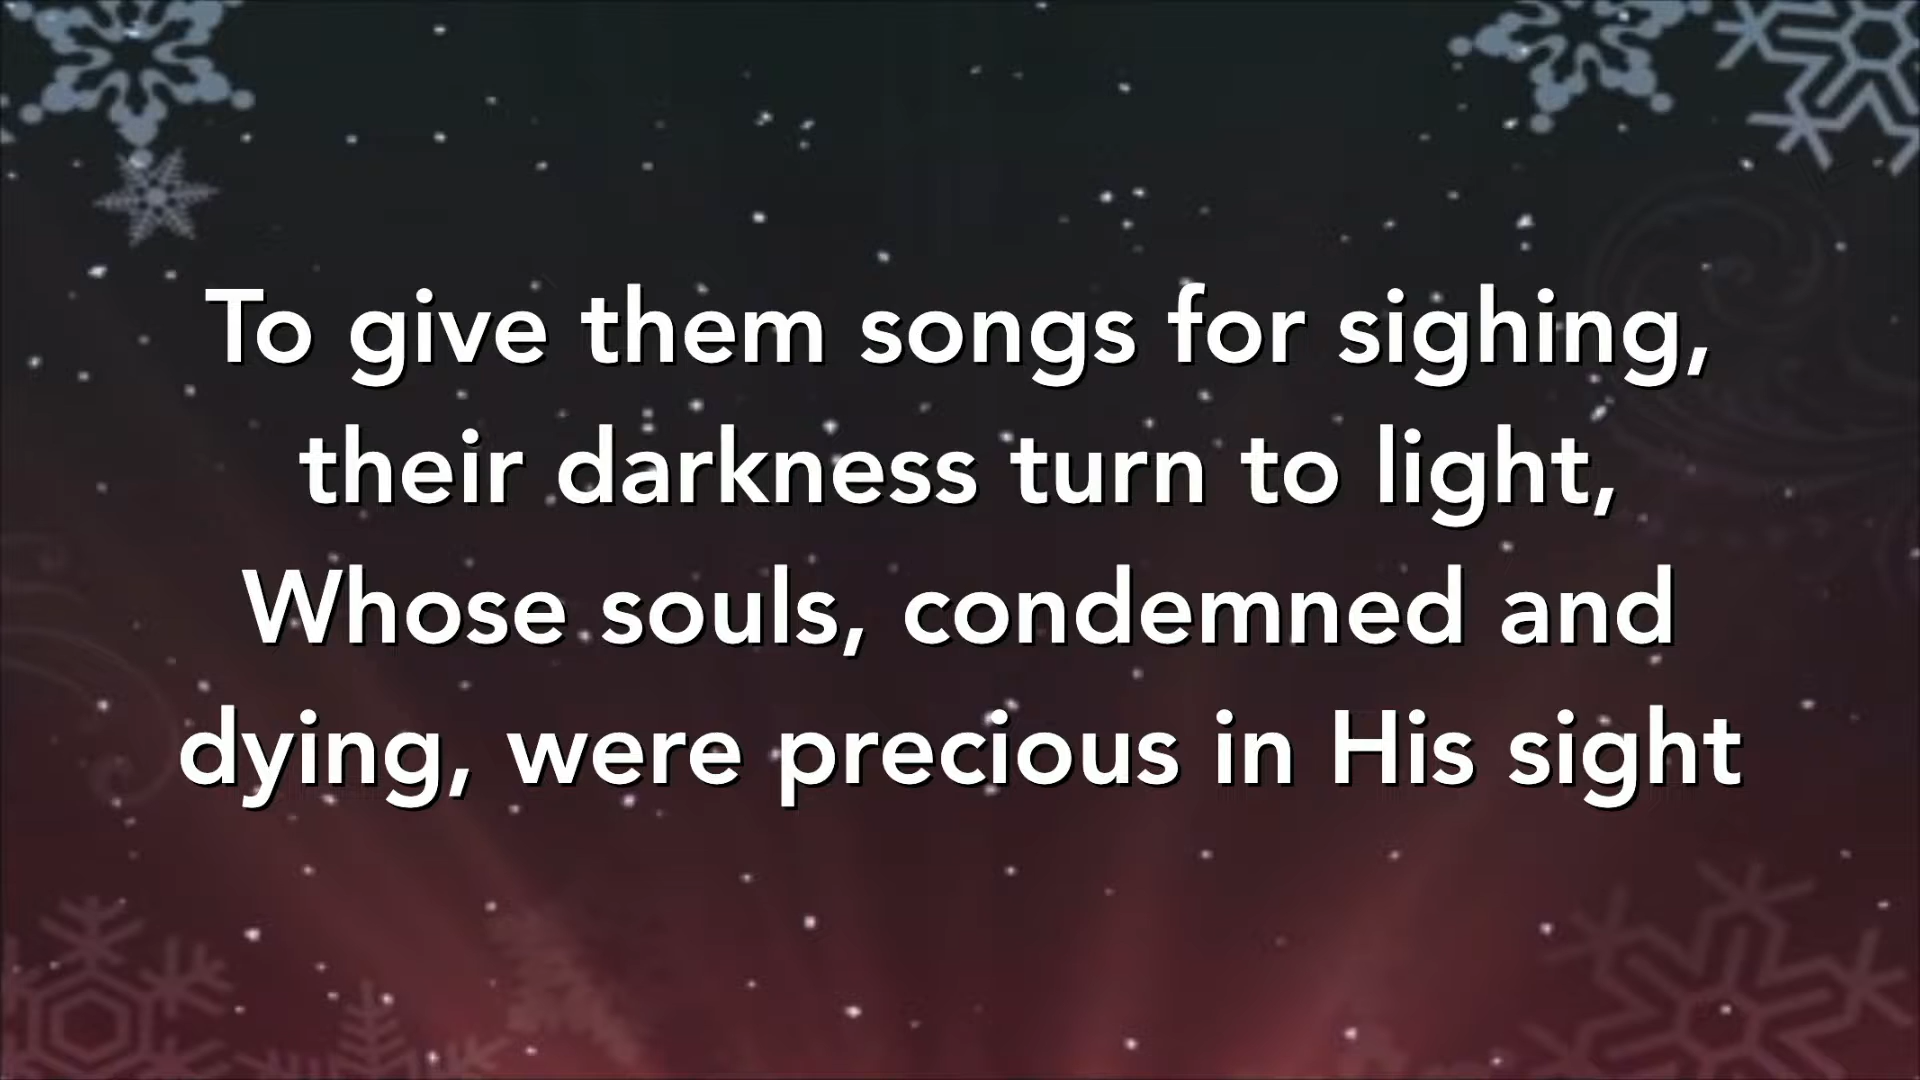 To give them songs for sighing,
their darkness turn to light,
Whose souls, condemned and
dying, were precious in His sight